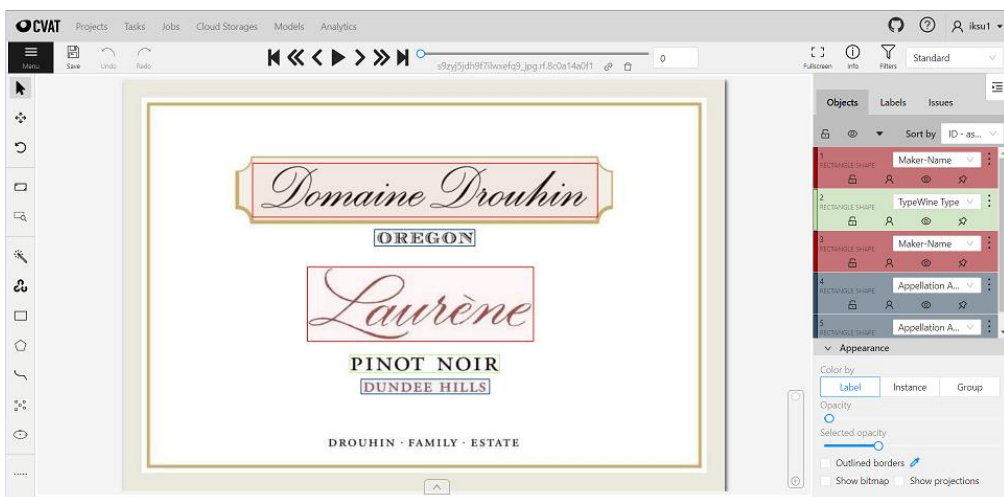 CVAT Projects Tasks Jobs Cloud Storages Models Analytics iksu1
Menu Save Undo Redo s9zyj5jdh9f7ilwxefq9_jpg.rf.8c0a14a0f1 0 Fullscreen Info Filters Standard
Objects Labels Issues
Sort by ID - as...
1 Maker-Name
RECTANGLE SHAPE
2 TypeWine Type
RECTANGLE SHAPE
3 Maker-Name
RECTANGLE SHAPE
4 Appellation A...
RECTANGLE SHAPE
5 Appellation A...
RECTANGLE SHAPE
Appearance
Color by
Label Instance Group
Opacity
Selected opacity
Outlined borders
Show bitmap Show projections
Domaine Drouhin
OREGON
Laurène
PINOT NOIR
DUNDEE HILLS
DROUHIN · FAMILY · ESTATE